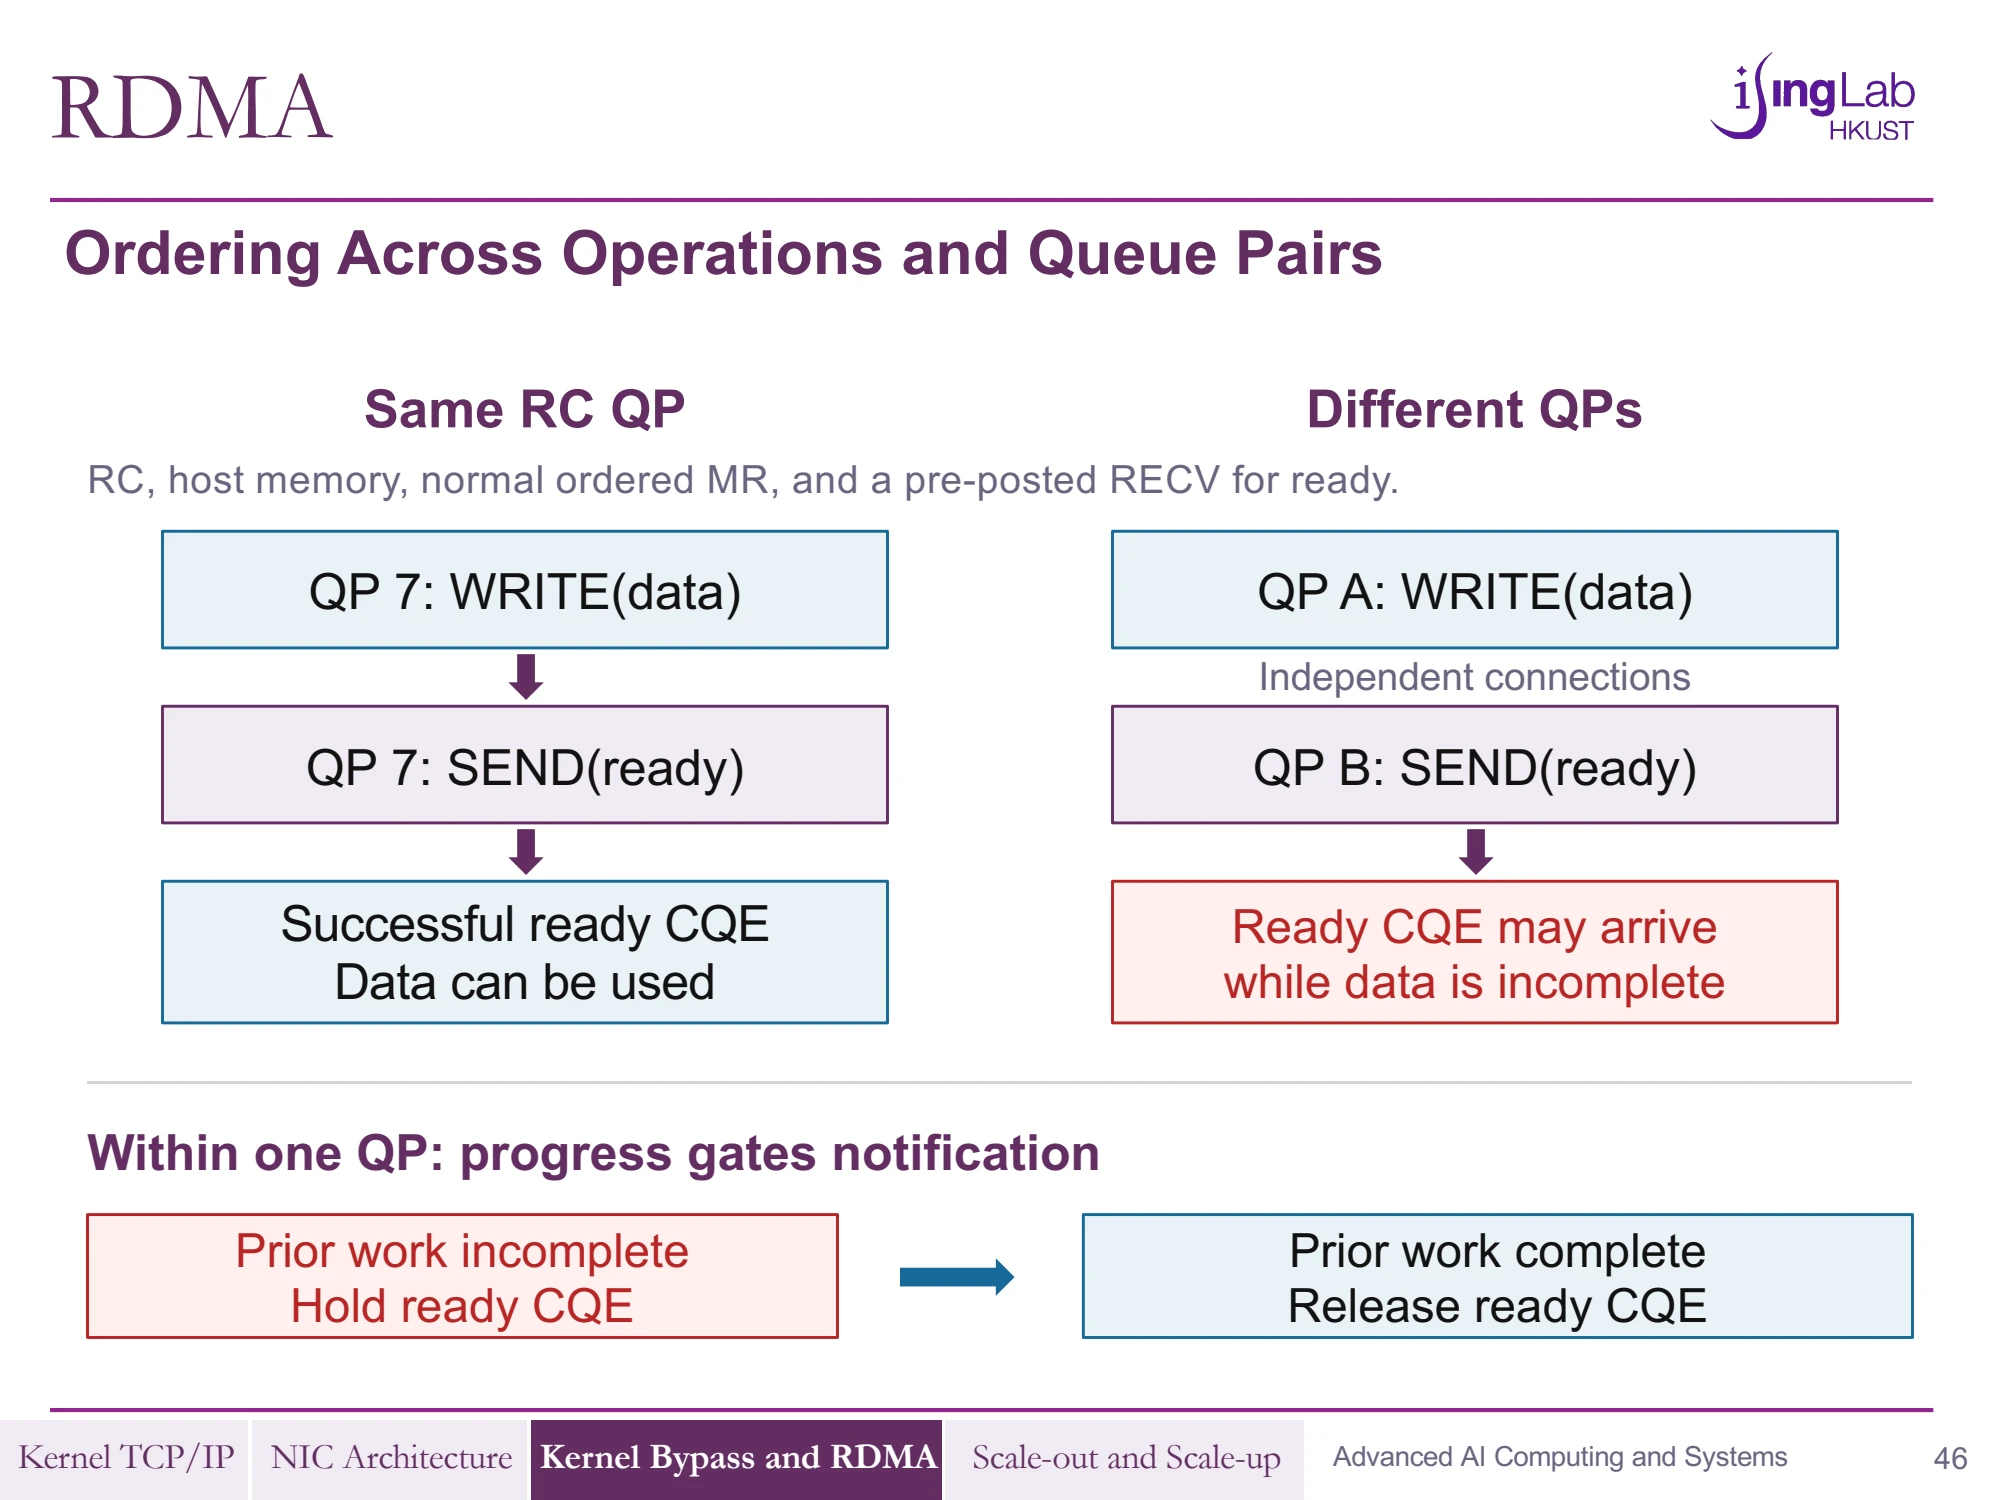 RDMA
iSingLab
HKUST
Ordering Across Operations and Queue Pairs
Same RC QP
Different QPs
RC, host memory, normal ordered MR, and a pre-posted RECV for ready.
QP 7: WRITE(data)
QP 7: SEND(ready)
Successful ready CQE
Data can be used
QP A: WRITE(data)
Independent connections
QP B: SEND(ready)
Ready CQE may arrive
while data is incomplete
Within one QP: progress gates notification
Prior work incomplete
Hold ready CQE
Prior work complete
Release ready CQE
Kernel TCP/IP
NIC Architecture
Kernel Bypass and RDMA
Scale-out and Scale-up
Advanced AI Computing and Systems
46